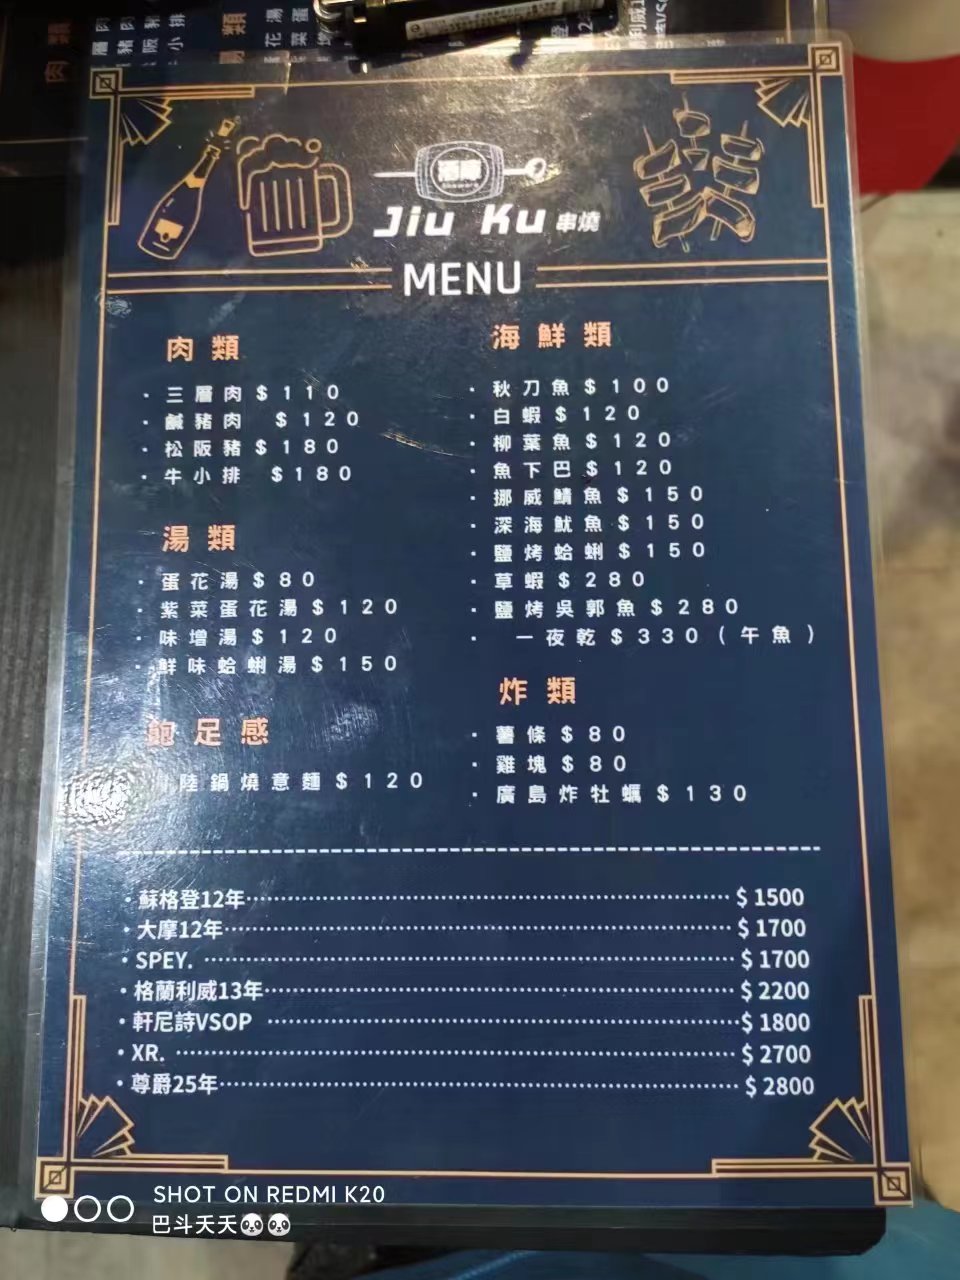 酒庫
Jiu Ku 串燒
MENU
肉類
· 三層肉 $110
· 鹹豬肉 $120
· 松阪豬 $180
· 牛小排 $180
湯類
· 蛋花湯 $80
· 紫菜蛋花湯 $120
· 味增湯 $120
· 鮮味蛤蜊湯 $150
飽足感
陸鍋燒意麵 $120
海鮮類
· 秋刀魚 $100
· 白蝦 $120
· 柳葉魚 $120
· 魚下巴 $120
· 挪威鯖魚 $150
· 深海魷魚 $150
· 鹽烤蛤蜊 $150
· 草蝦 $280
· 鹽烤吳郭魚 $280
· 一夜乾 $330（午魚）
炸類
· 薯條 $80
· 雞塊 $80
· 廣島炸牡蠣 $130
· 蘇格登12年 $1500
· 大摩12年 $1700
· SPEY. $1700
· 格蘭利威13年 $2200
· 軒尼詩VSOP $1800
· XR. $2700
· 尊爵25年 $2800
SHOT ON REDMI K20
巴斗夭夭🐼🐼